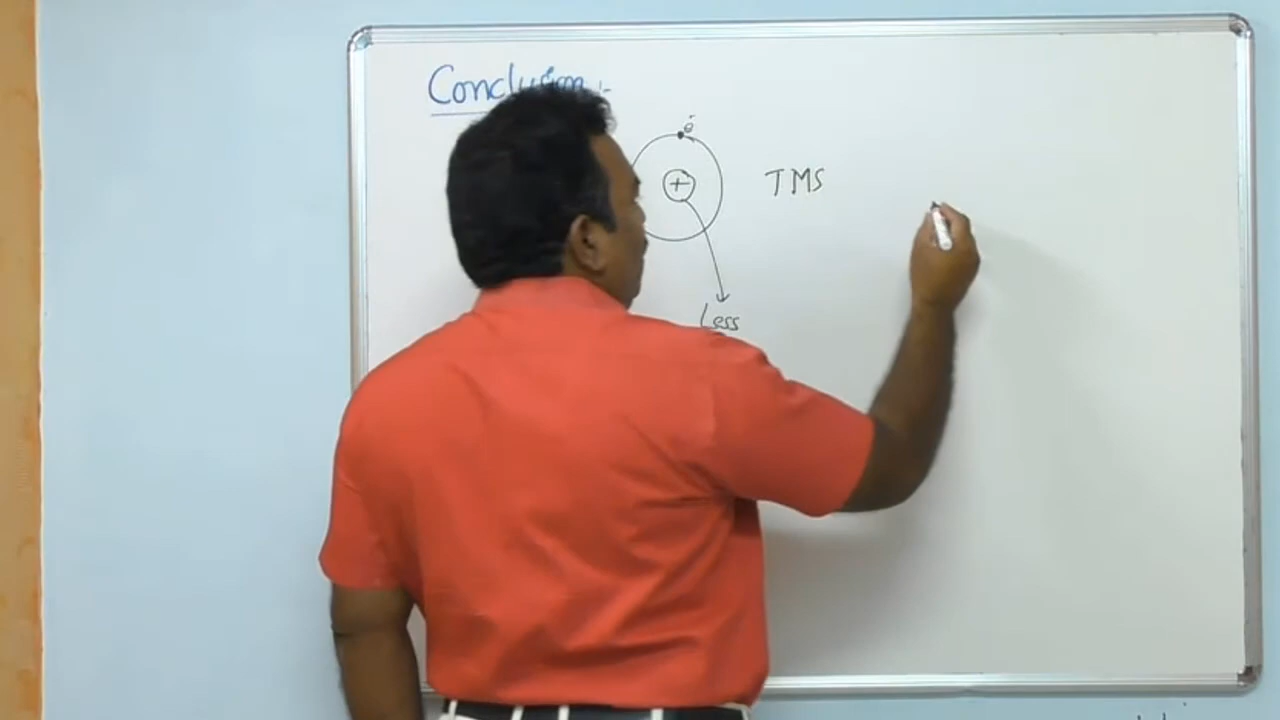 Conclusion :-
e-
+
TMS
Less